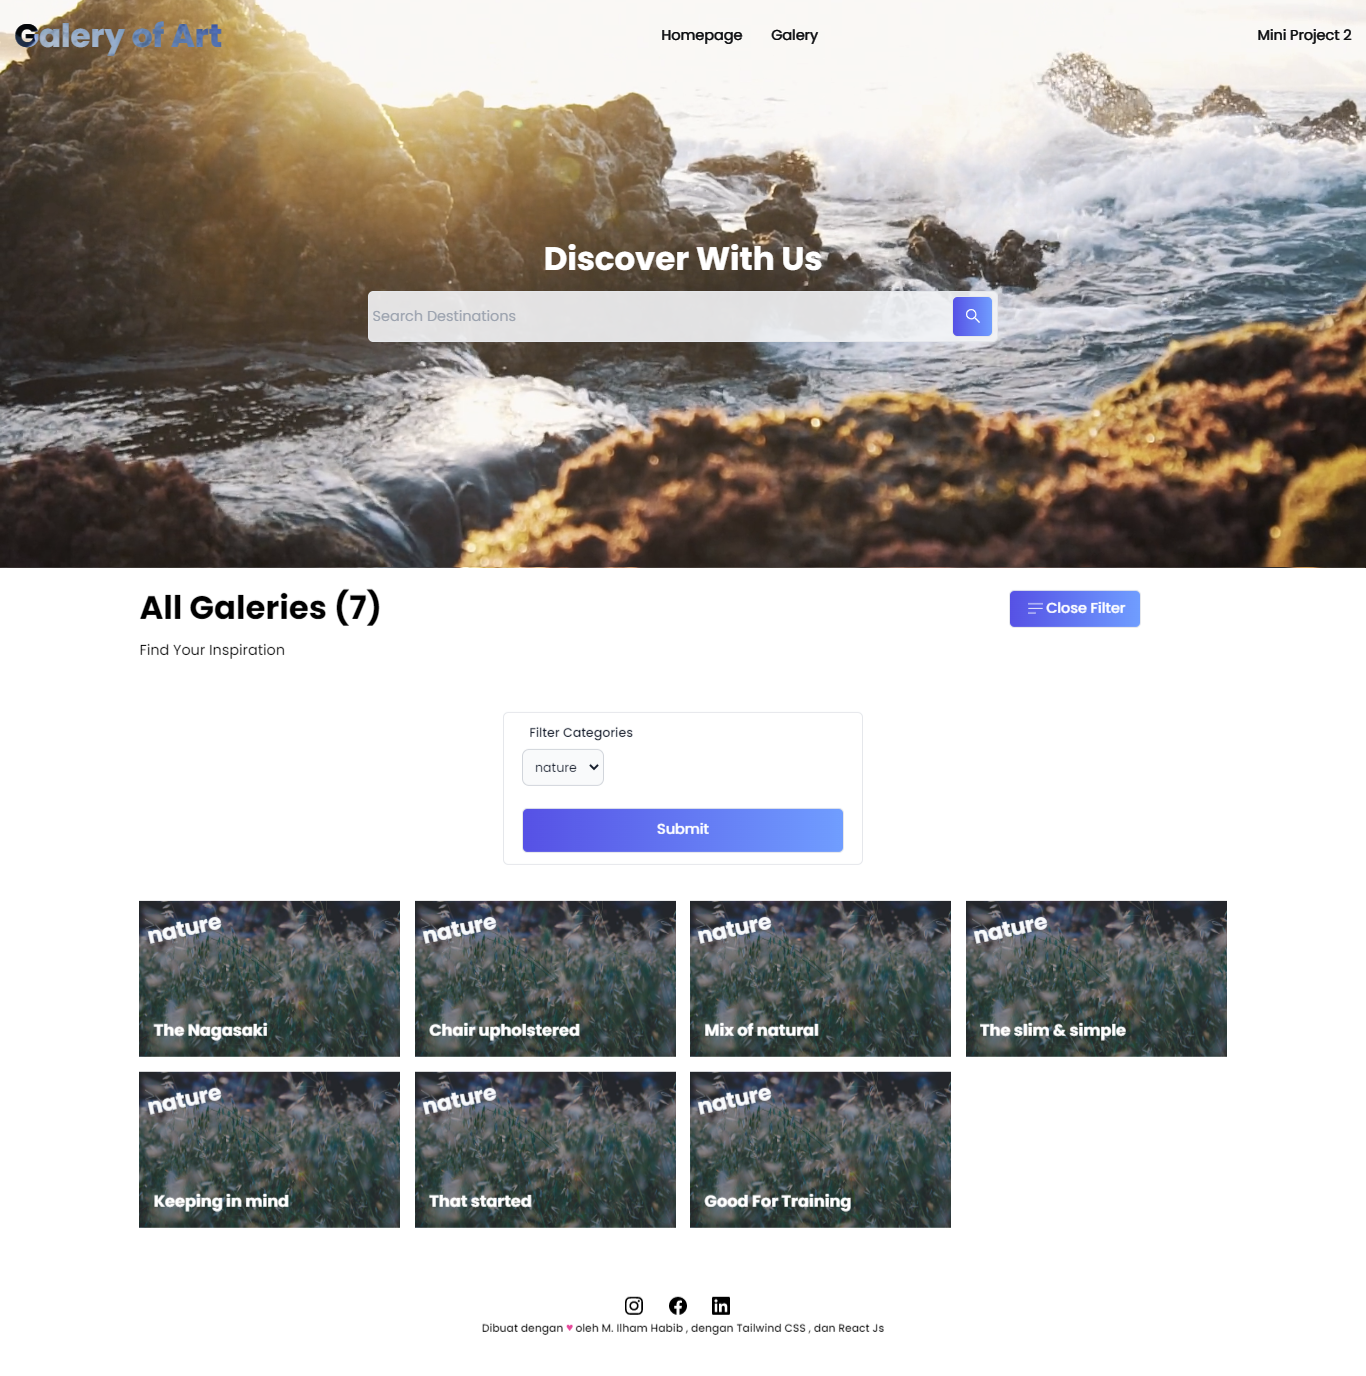 Galery of Art
Homepage Galery
Mini Project 2
Discover With Us
Search Destinations
All Galeries (7)
Close Filter
Find Your Inspiration
Filter Categories
nature
Submit
nature
The Nagasaki
nature
Chair upholstered
nature
Mix of natural
nature
The slim & simple
nature
Keeping in mind
nature
That started
nature
Good For Training
Dibuat dengan ♥ oleh M. Ilham Habib , dengan Tailwind CSS , dan React Js